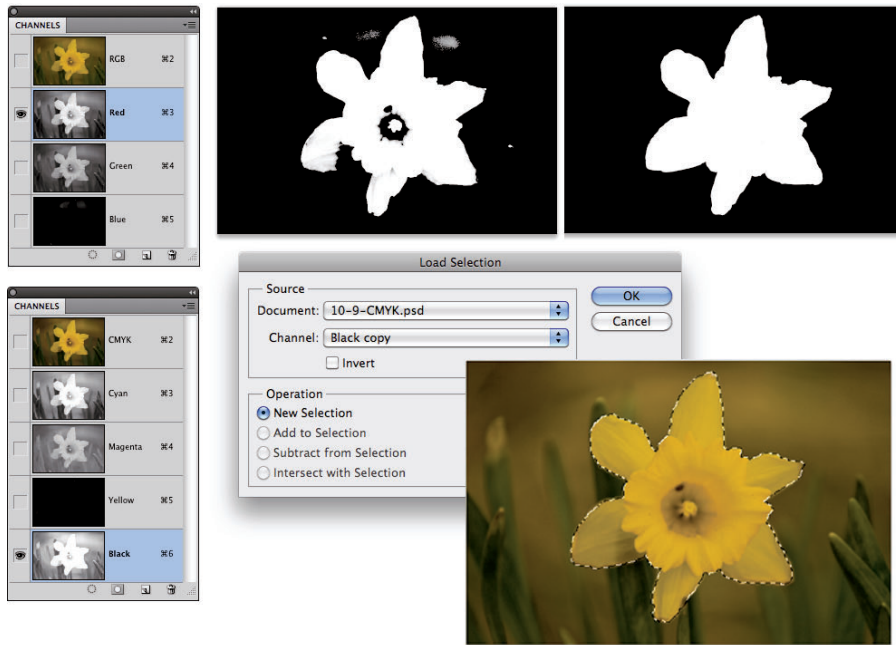 CHANNELS
RGB ⌘2
Red ⌘3
Green ⌘4
Blue ⌘5
CHANNELS
CMYK ⌘2
Cyan ⌘3
Magenta ⌘4
Yellow ⌘5
Black ⌘6
Load Selection
Source
Document: 10-9-CMYK.psd
Channel: Black copy
Invert
OK
Cancel
Operation
New Selection
Add to Selection
Subtract from Selection
Intersect with Selection